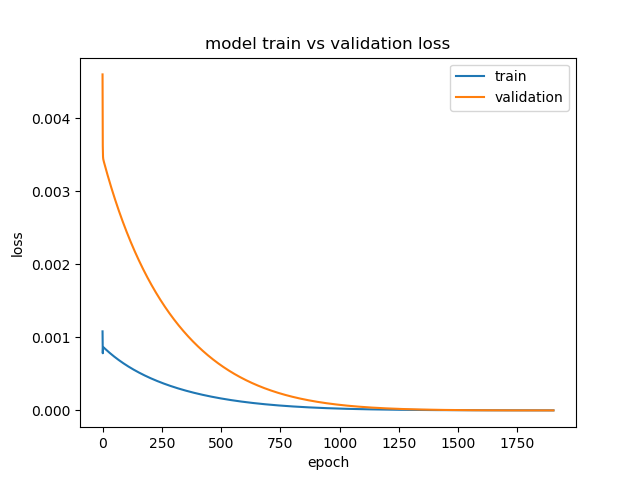 model train vs validation loss
train
validation
0.004
0.003
0.002
0.001
0.000
loss
0 250 500 750 1000 1250 1500 1750
epoch